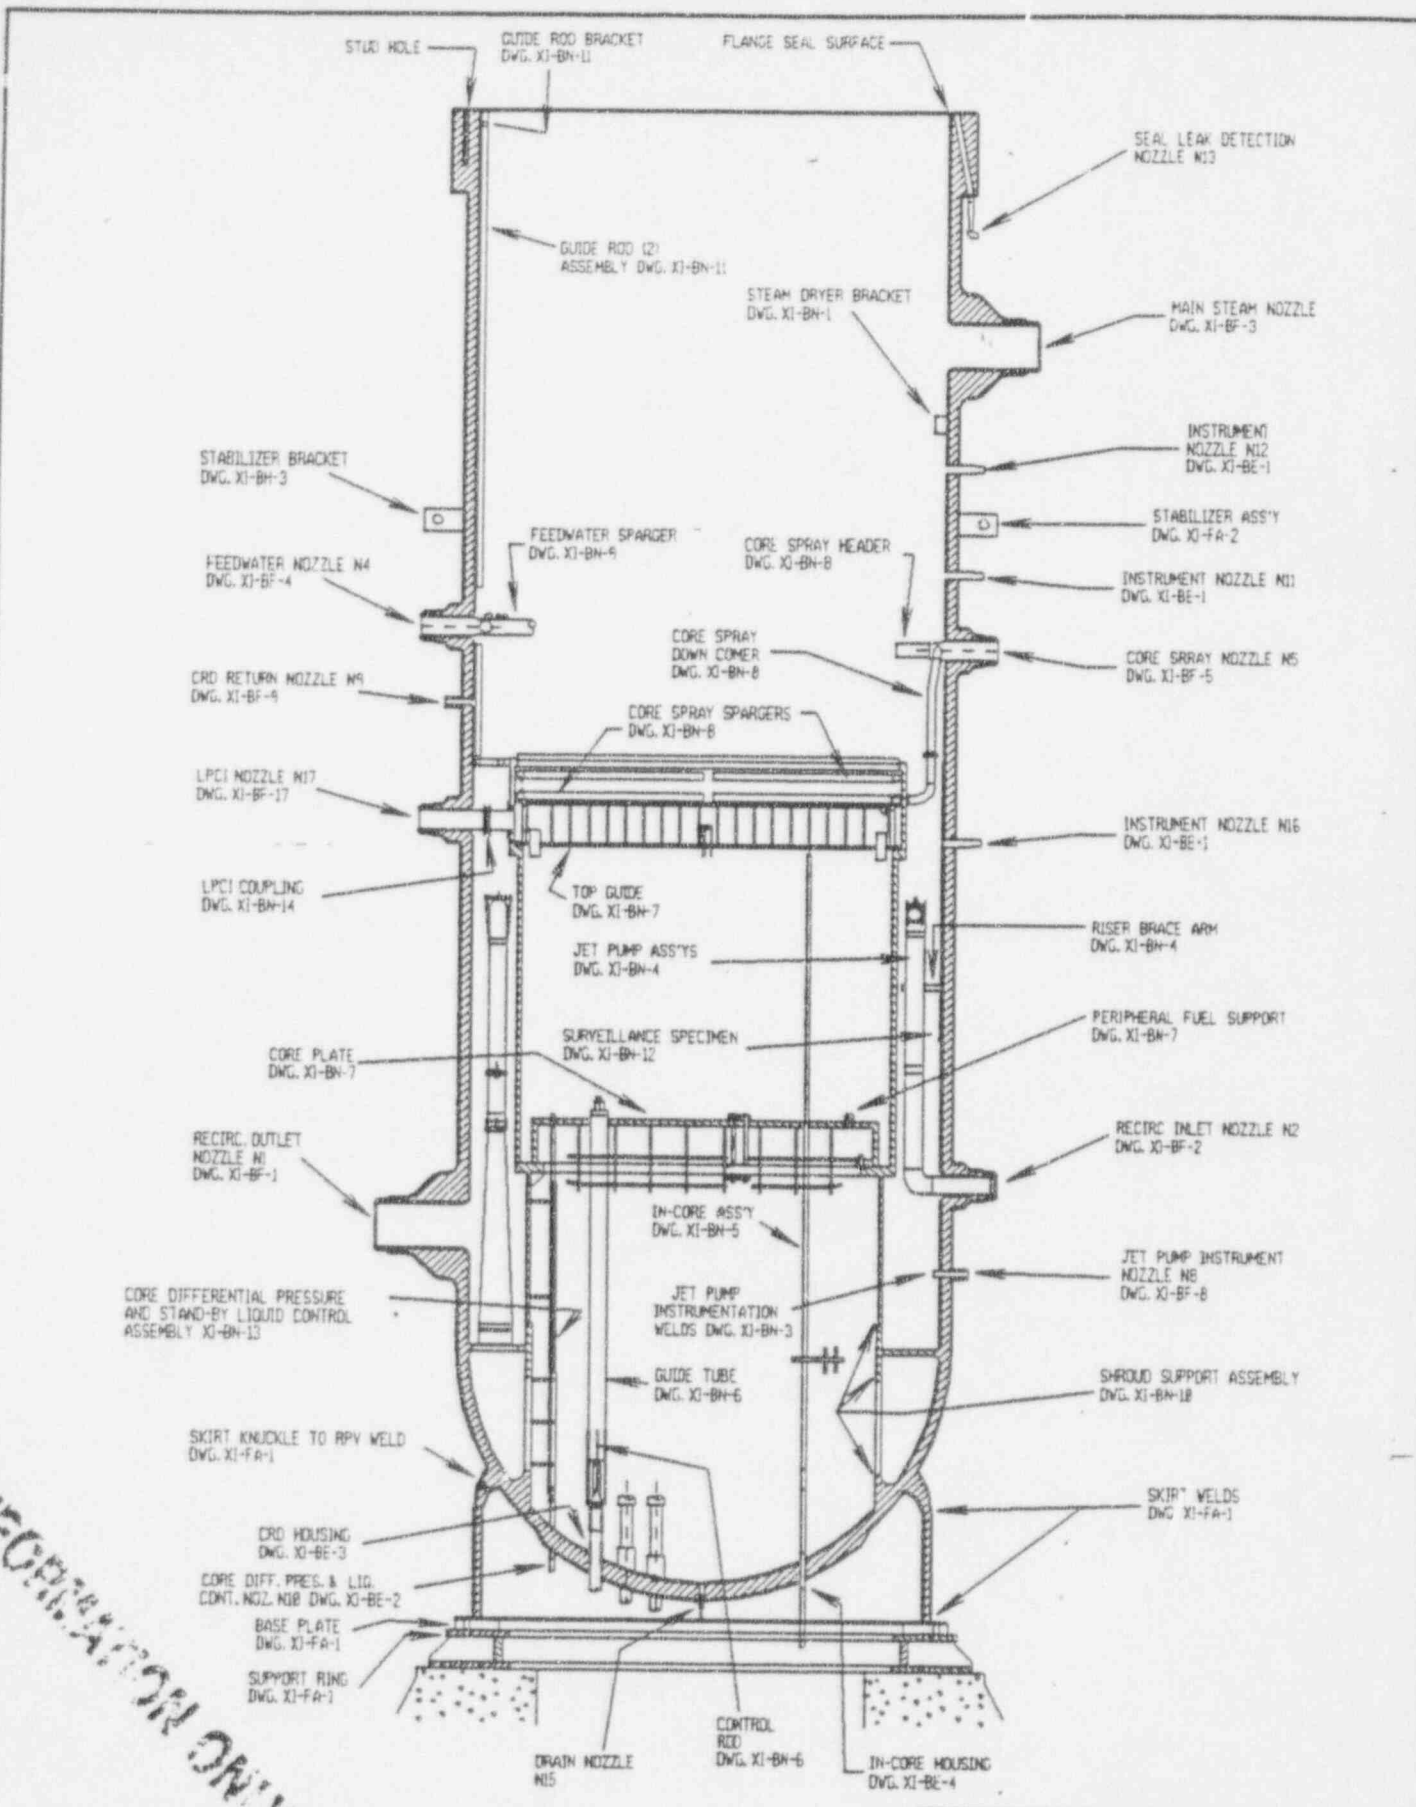 STUD HOLE
GUIDE ROD BRACKET
DWG. XI-BN-11
FLANGE SEAL SURFACE
SEAL LEAK DETECTION
NOZZLE N13
GUIDE ROD (2)
ASSEMBLY DWG. XI-BN-11
STEAM DRYER BRACKET
DWG. XI-BN-1
MAIN STEAM NOZZLE
DWG. XI-BF-3
STABILIZER BRACKET
DWG. XI-BH-3
INSTRUMENT
NOZZLE N12
DWG. XI-BE-1
FEEDWATER SPARGER
DWG. XI-BN-9
CORE SPRAY HEADER
DWG. XI-BN-8
STABILIZER ASS'Y
DWG. XI-FA-2
FEEDWATER NOZZLE N4
DWG. XI-BF-4
INSTRUMENT NOZZLE N11
DWG. XI-BE-1
CORE SPRAY
DOWN COMER
DWG. XI-BN-8
CORE SRRAY NOZZLE N5
DWG. XI-BF-5
CRD RETURN NOZZLE N9
DWG. XI-BF-9
CORE SPRAY SPARGERS
DWG. XI-BN-8
LPCI NOZZLE N17
DWG. XI-BF-17
INSTRUMENT NOZZLE N16
DWG. XI-BE-1
LPCI COUPLING
DWG. XI-BN-14
TOP GUIDE
DWG. XI-BN-7
JET PUMP ASS'YS
DWG. XI-BN-4
RISER BRACE ARM
DWG. XI-BN-4
CORE PLATE
DWG. XI-BN-7
SURVEILLANCE SPECIMEN
DWG. XI-BN-12
PERIPHERAL FUEL SUPPORT
DWG. XI-BN-7
RECIRC. OUTLET
NOZZLE N1
DWG. XI-BF-1
RECIRC INLET NOZZLE N2
DWG. XI-BF-2
IN-CORE ASS'Y
DWG. XI-BN-5
CORE DIFFERENTIAL PRESSURE
AND STAND-BY LIQUID CONTROL
ASSEMBLY XI-BN-13
JET PUMP
INSTRUMENTATION
WELDS DWG. XI-BN-3
JET PUMP INSTRUMENT
NOZZLE N8
DWG. XI-BF-8
GUIDE TUBE
DWG. XI-BN-6
SHROUD SUPPORT ASSEMBLY
DWG. XI-BN-10
SKIRT KNUCKLE TO RPV WELD
DWG. XI-FA-1
SKIRT WELDS
DWG XI-FA-1
CRD HOUSING
DWG. XI-BE-3
CORE DIFF. PRES. & LIQ.
CONT. NOZ. N10 DWG. XI-BE-2
BASE PLATE
DWG. XI-FA-1
SUPPORT RING
DWG. XI-FA-1
DRAIN NOZZLE
N15
CONTROL
ROD
DWG. XI-BN-6
IN-CORE HOUSING
DWG. XI-BE-4